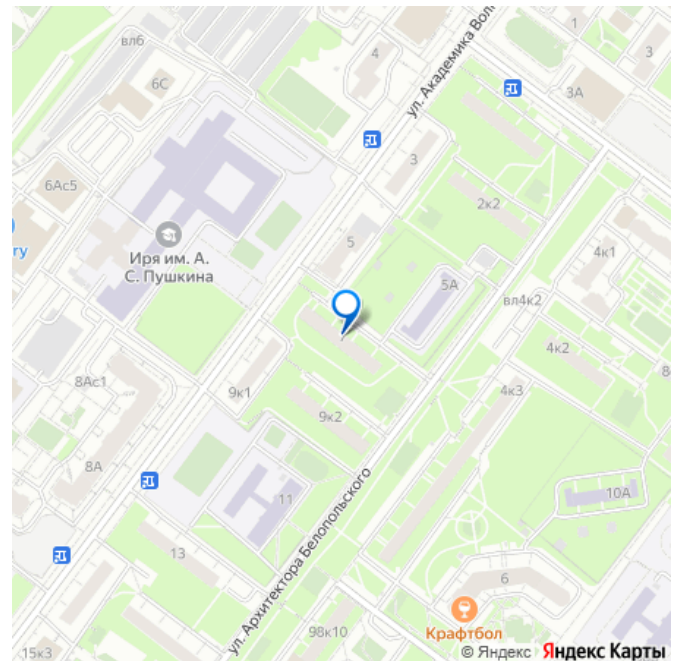 1
3
4
вл6
6С
ул. Академика Вол
3А
3
6Ас5
2к2
ry
Иря им. А.
С. Пушкина
5
4к1
5А
вл4к2
4к2
8
8Ас1
9к1
4к3
9к2
8А
11
10А
ул. Архитектора Белопольского
13
6
Крафтбол
98к10
15к3
© Яндекс Яндекс Карты